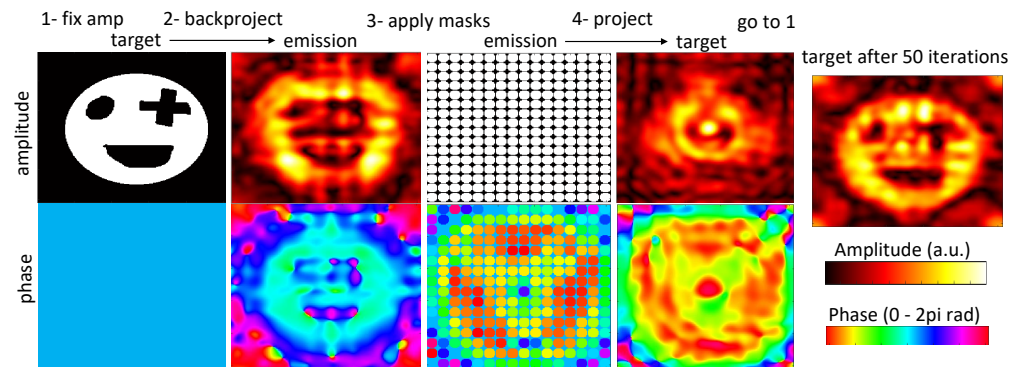 1- fix amp 2- backproject 3- apply masks 4- project go to 1
target emission emission target
target after 50 iterations
amplitude
phase
Amplitude (a.u.)
Phase (0 - 2pi rad)